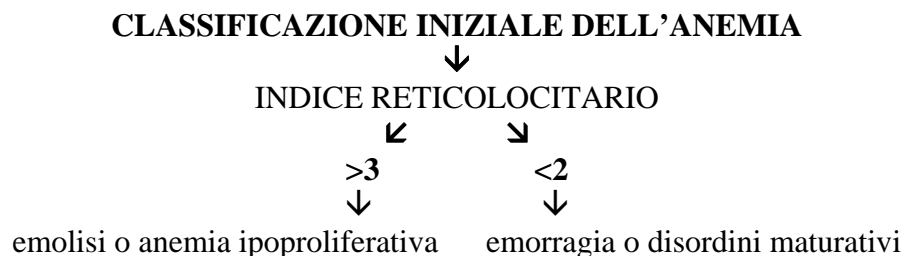 CLASSIFICAZIONE INIZIALE DELL'ANEMIA
INDICE RETICOLOCITARIO
>3 <2
emolisi o anemia ipoproliferativa emorragia o disordini maturativi